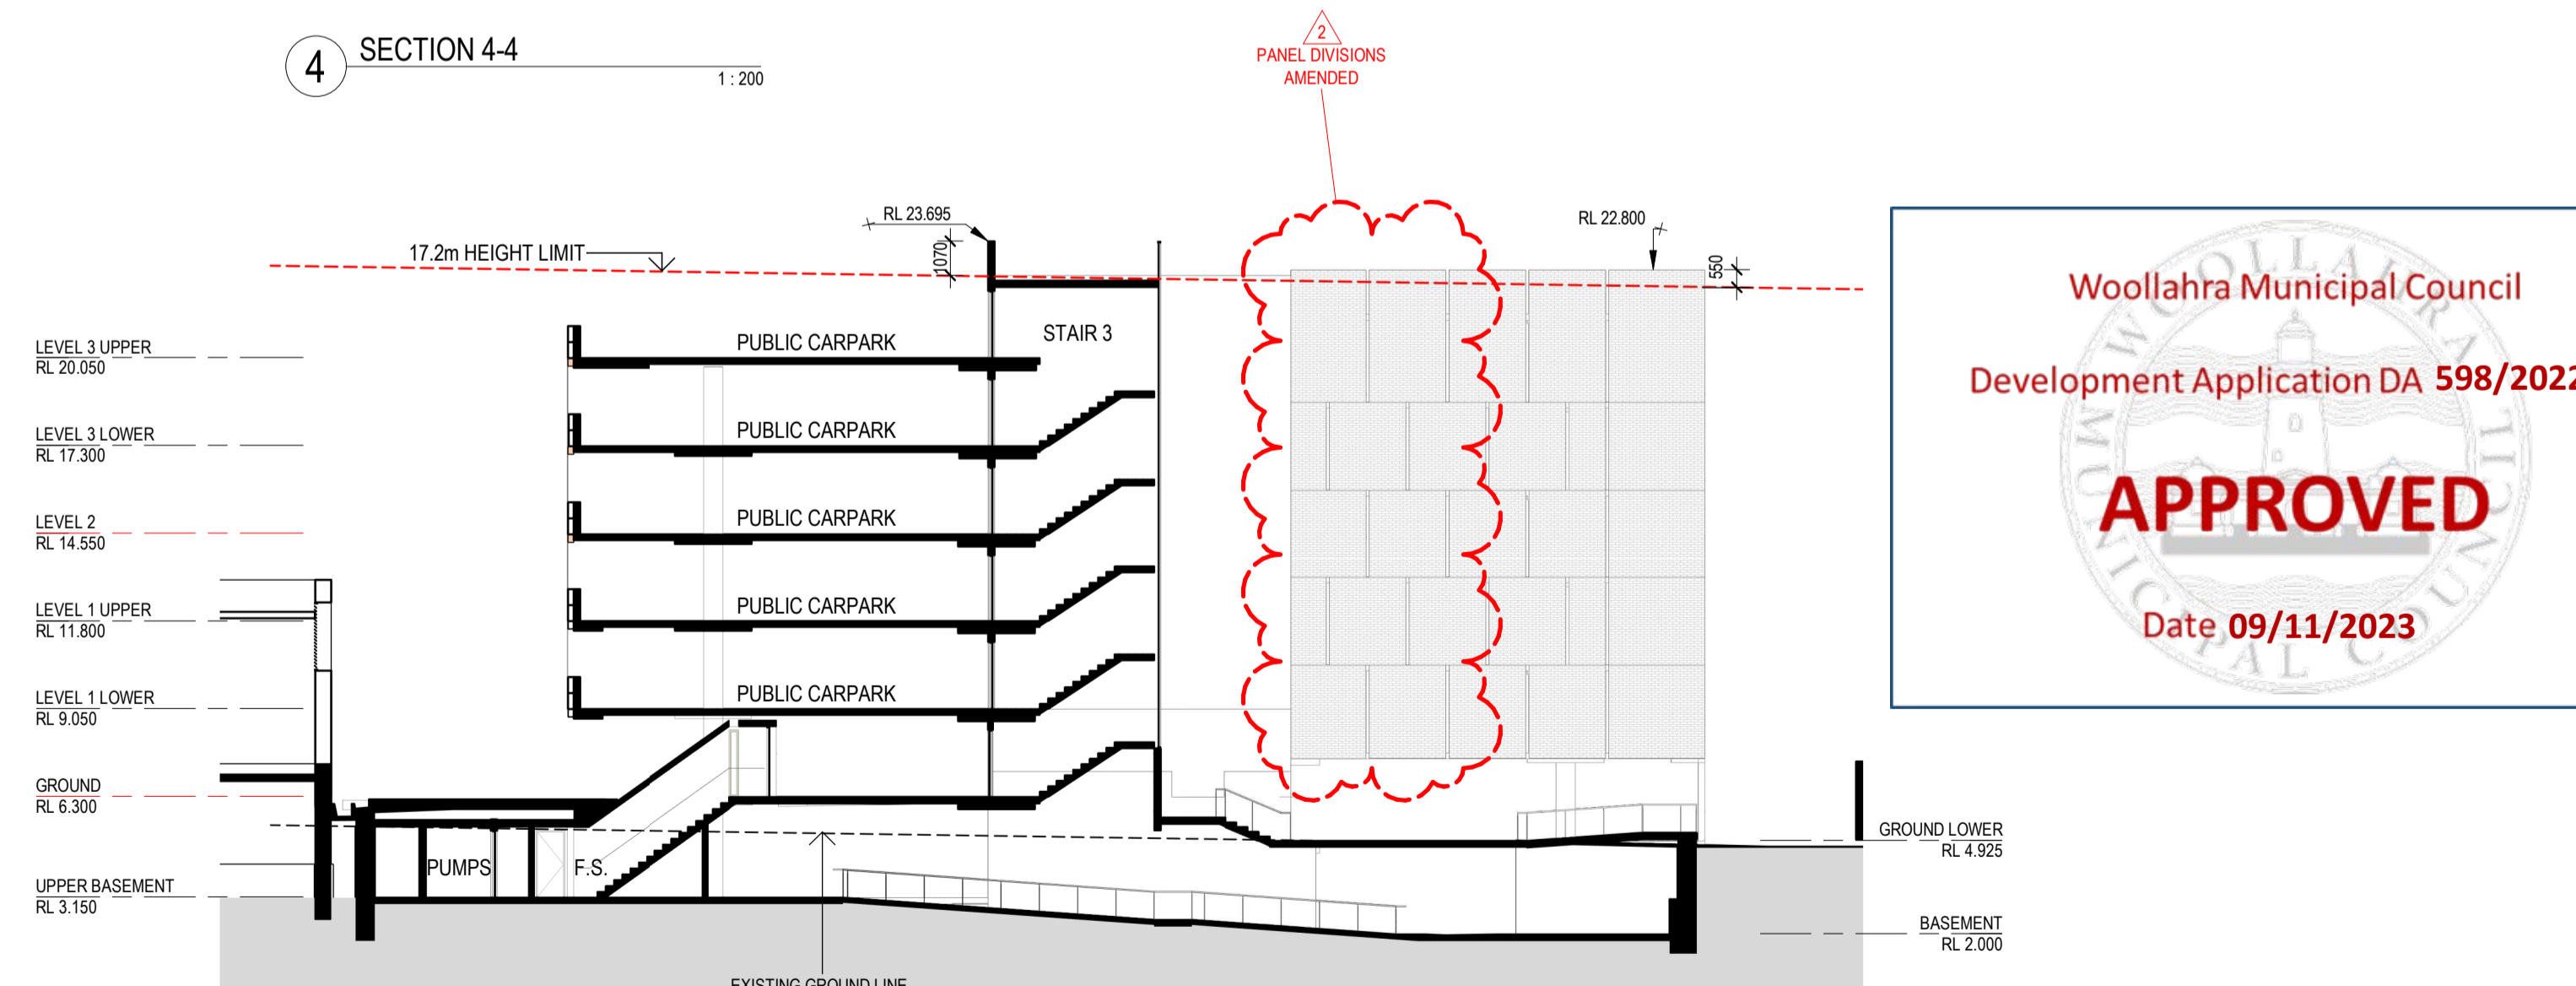 4
SECTION 4-4
1 : 200
2
PANEL DIVISIONS
AMENDED
RL 23.695
RL 22.800
17.2m HEIGHT LIMIT
1070
550
STAIR 3
LEVEL 3 UPPER
RL 20.050
PUBLIC CARPARK
LEVEL 3 LOWER
RL 17.300
PUBLIC CARPARK
LEVEL 2
RL 14.550
PUBLIC CARPARK
LEVEL 1 UPPER
RL 11.800
PUBLIC CARPARK
LEVEL 1 LOWER
RL 9.050
PUBLIC CARPARK
GROUND
RL 6.300
GROUND LOWER
RL 4.925
PUMPS
F.S.
UPPER BASEMENT
RL 3.150
BASEMENT
RL 2.000
EXISTING GROUND LINE
Woollahra Municipal Council
Development Application DA 598/2022
APPROVED
Date 09/11/2023
WOOLLAHRA
MUNICIPAL COUNCIL